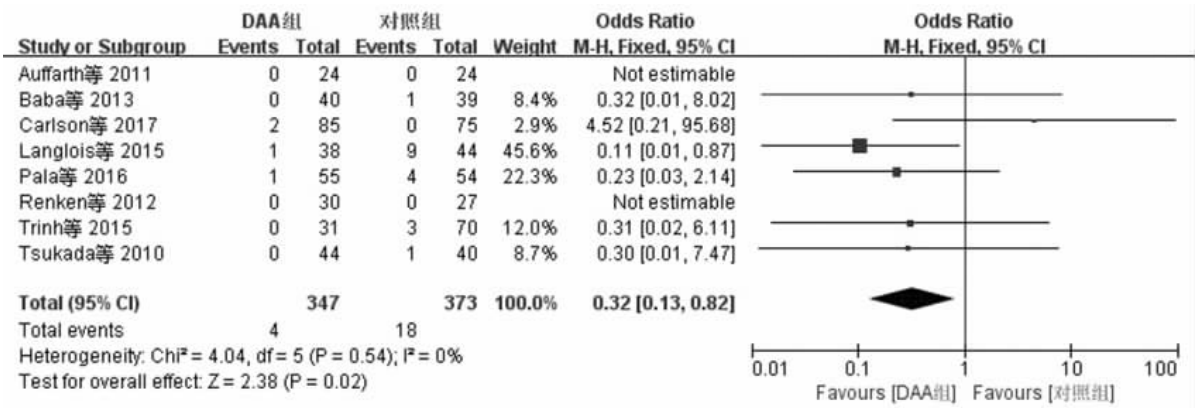 DAA组 对照组 Odds Ratio Odds Ratio
Study or Subgroup Events Total Events Total Weight M-H, Fixed, 95% CI M-H, Fixed, 95% CI
Auffarth等 2011 0 24 0 24 Not estimable
Baba等 2013 0 40 1 39 8.4% 0.32 [0.01, 8.02]
Carlson等 2017 2 85 0 75 2.9% 4.52 [0.21, 95.68]
Langlois等 2015 1 38 9 44 45.6% 0.11 [0.01, 0.87]
Pala等 2016 1 55 4 54 22.3% 0.23 [0.03, 2.14]
Renken等 2012 0 30 0 27 Not estimable
Trinh等 2015 0 31 3 70 12.0% 0.31 [0.02, 6.11]
Tsukada等 2010 0 44 1 40 8.7% 0.30 [0.01, 7.47]
Total (95% CI) 347 373 100.0% 0.32 [0.13, 0.82]
Total events 4 18
Heterogeneity: Chi² = 4.04, df = 5 (P = 0.54); I² = 0%
Test for overall effect: Z = 2.38 (P = 0.02)
0.01 0.1 1 10 100
Favours [DAA组] Favours [对照组]